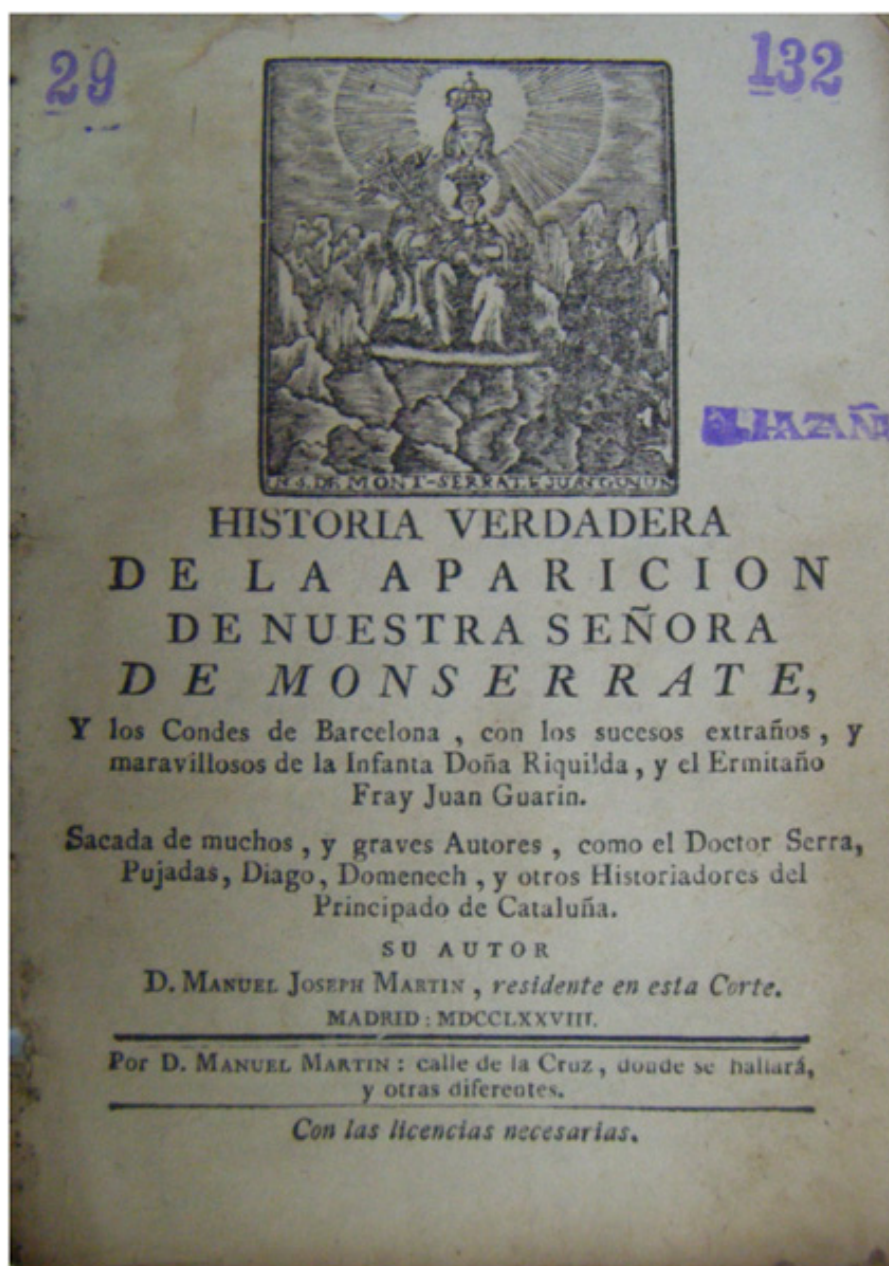 29
132
HAZAÑ
N. S. DE MONT-SERRATE
HISTORIA VERDADERA
DE LA APARICION
DE NUESTRA SEÑORA
DE MONSERRATE,
Y los Condes de Barcelona , con los sucesos extraños , y
maravillosos de la Infanta Doña Riquilda , y el Ermitaño
Fray Juan Guarin.
Sacada de muchos , y graves Autores , como el Doctor Serra,
Pujadas, Diago, Domenech , y otros Historiadores del
Principado de Cataluña.
SU AUTOR
D. MANUEL JOSEPH MARTIN , residente en esta Corte.
MADRID : MDCCLXXVIII.
Por D. MANUEL MARTIN : calle de la Cruz , donde se hallará,
y otras diferentes.
Con las licencias necesarias.